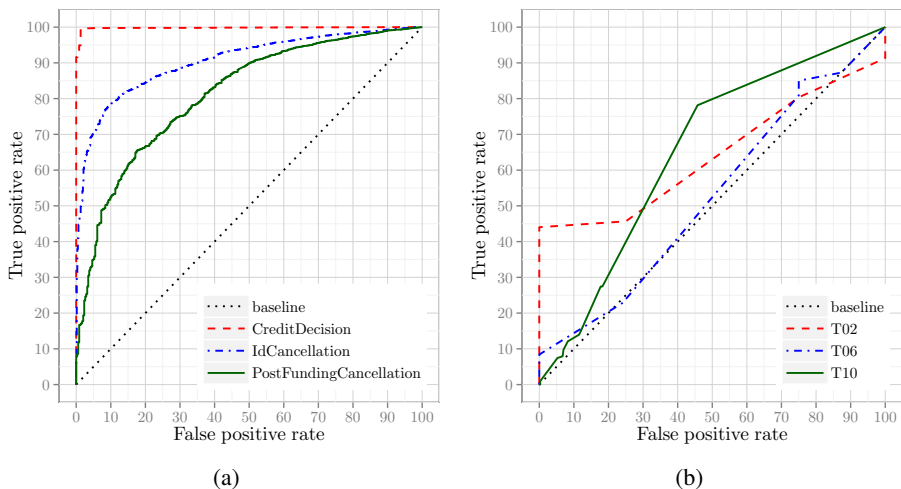 True positive rate
100
90
80
70
60
50
40
30
20
10
0
baseline
CreditDecision
IdCancellation
PostFundingCancellation
0 10 20 30 40 50 60 70 80 90 100
False positive rate
(a)
True positive rate
100
90
80
70
60
50
40
30
20
10
0
baseline
T02
T06
T10
0 10 20 30 40 50 60 70 80 90 100
False positive rate
(b)